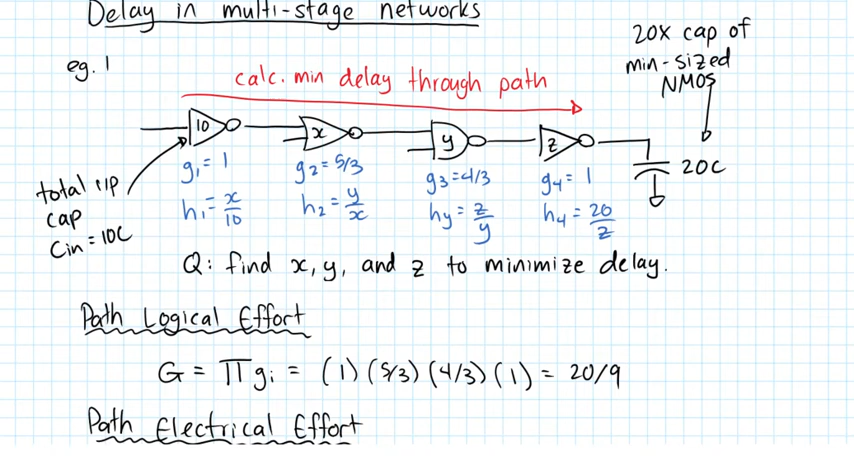 Delay in multi-stage networks
eg. 1
calc. min delay through path
20x cap of
min-sized
NMOS
10
x
y
z
20C
total i/p
cap
Cin = 10C
g1 = 1
h1 = x/10
g2 = 5/3
h2 = y/x
g3 = 4/3
hy = z/y
g4 = 1
h4 = 20/z
Q: find x, y, and z to minimize delay.
Path Logical Effort
G = Πgi = (1)(5/3)(4/3)(1) = 20/9
Path Electrical Effort